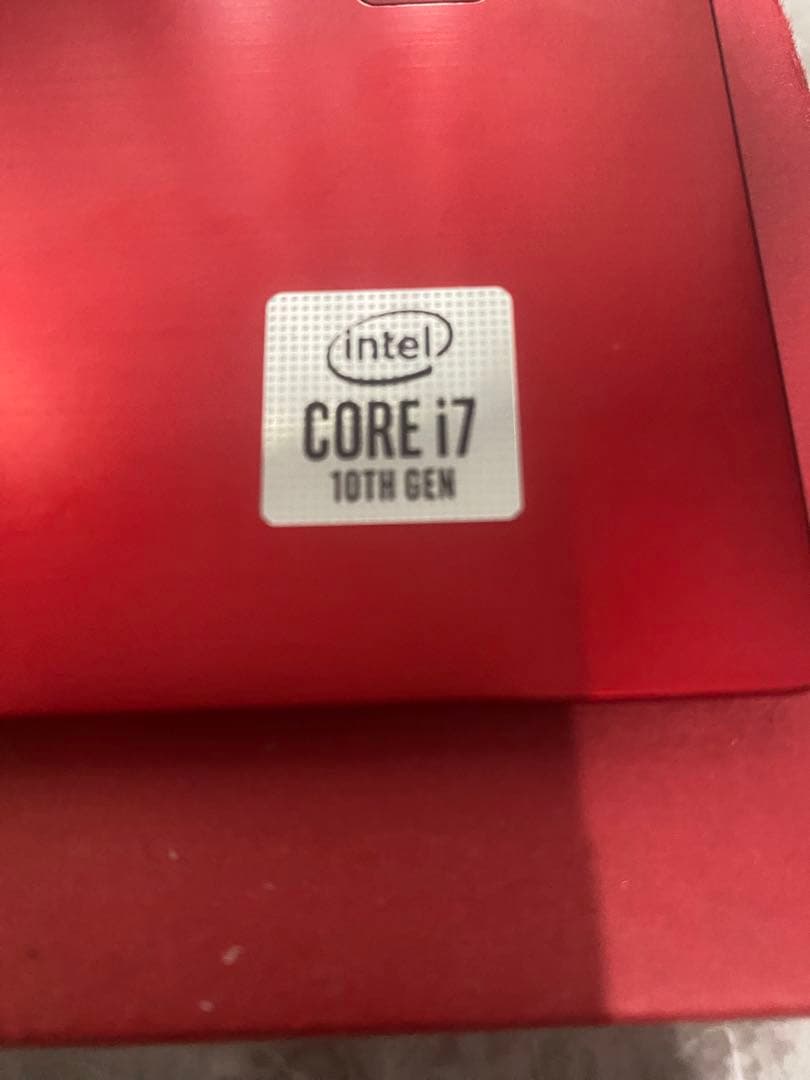 intel
CORE i7
10TH GEN